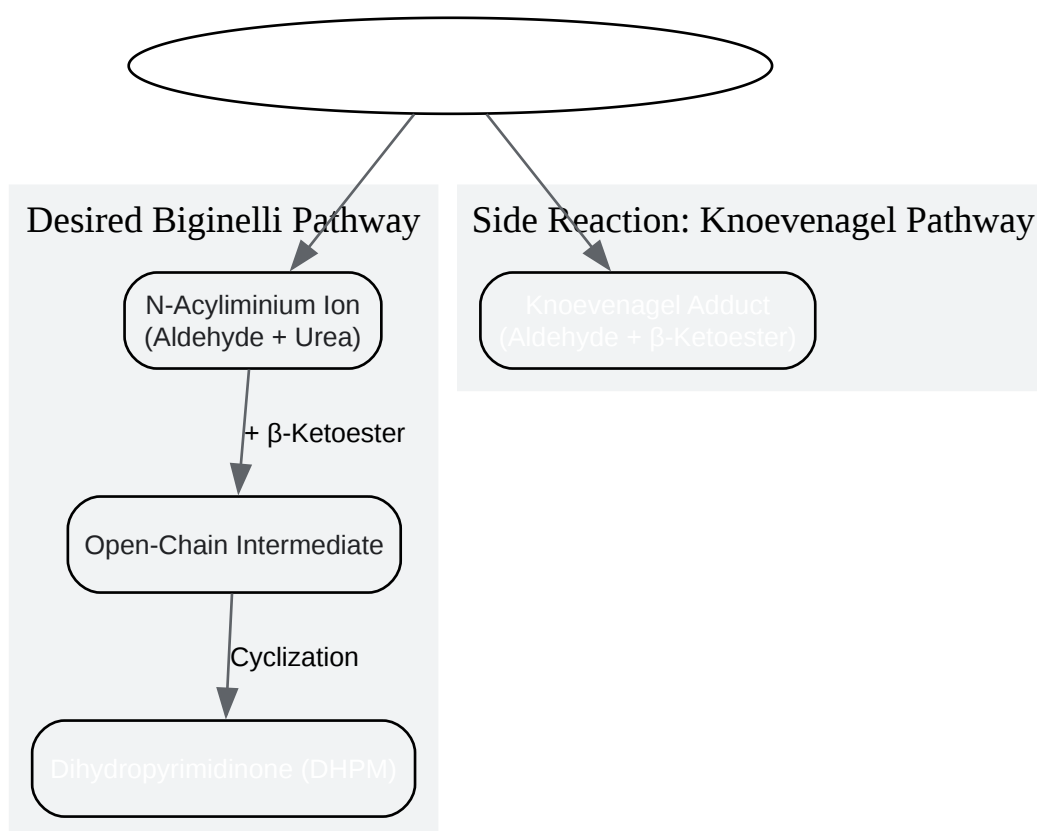 Desired Biginelli Pathway
Side Reaction: Knoevenagel Pathway
N-Acyliminium Ion
(Aldehyde + Urea)
Knoevenagel Adduct
(Aldehyde + β-Ketoester)
+ β-Ketoester
Open-Chain Intermediate
Cyclization
Dihydropyrimidinone (DHPM)